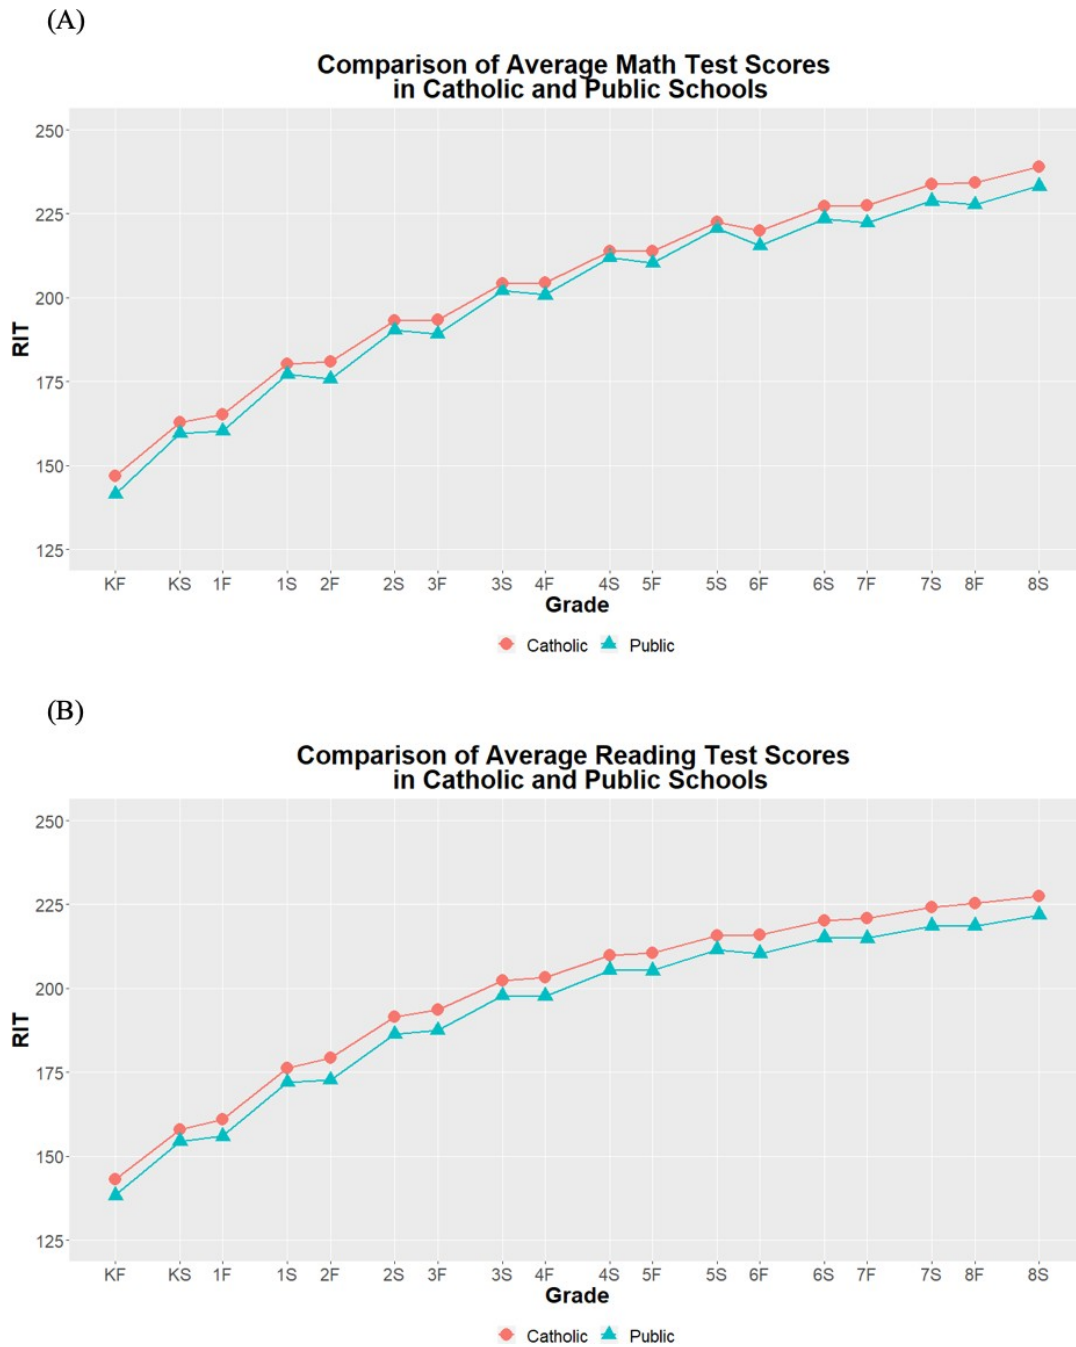 (A)
Comparison of Average Math Test Scores
in Catholic and Public Schools
250
225
200
175
150
125
RIT
KF KS 1F 1S 2F 2S 3F 3S 4F 4S 5F 5S 6F 6S 7F 7S 8F 8S
Grade
Catholic Public
(B)
Comparison of Average Reading Test Scores
in Catholic and Public Schools
250
225
200
175
150
125
RIT
KF KS 1F 1S 2F 2S 3F 3S 4F 4S 5F 5S 6F 6S 7F 7S 8F 8S
Grade
Catholic Public